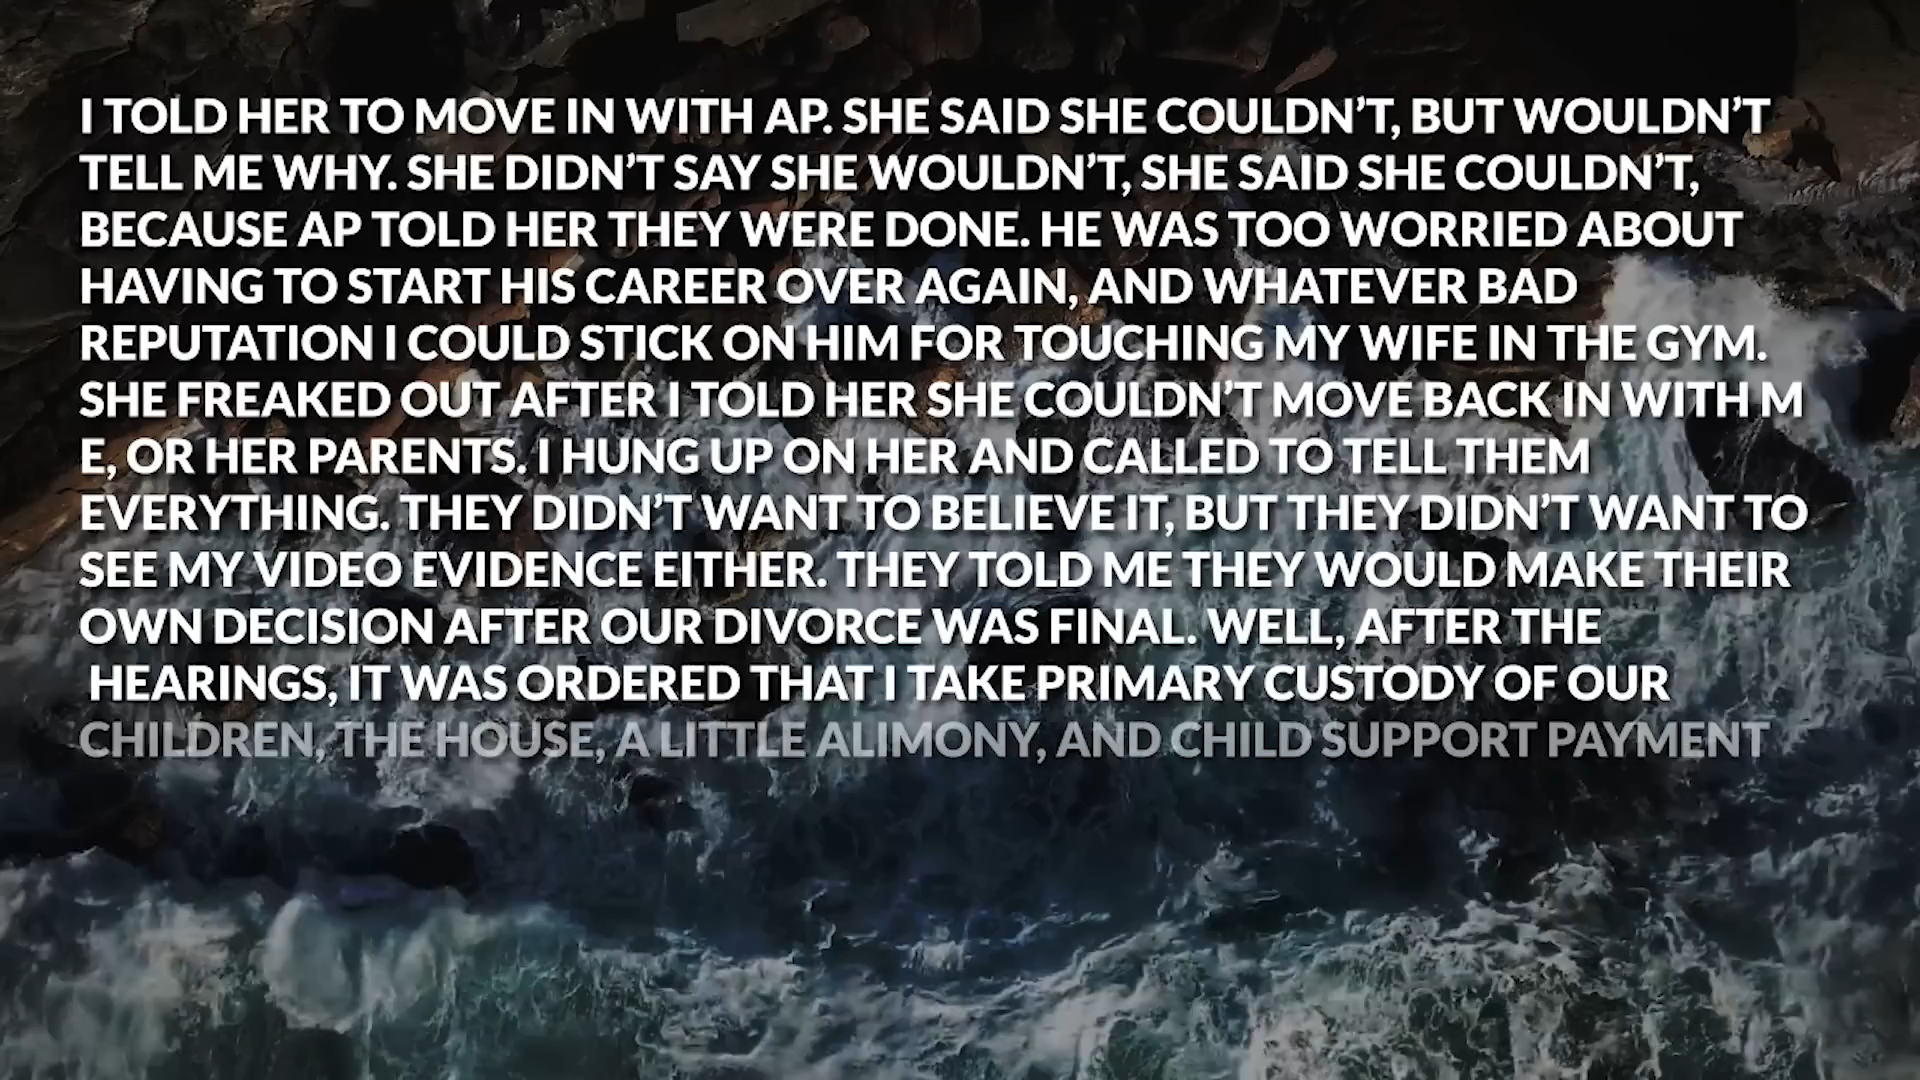 I TOLD HER TO MOVE IN WITH AP. SHE SAID SHE COULDN’T, BUT WOULDN’T
TELL ME WHY. SHE DIDN’T SAY SHE WOULDN’T, SHE SAID SHE COULDN’T,
BECAUSE AP TOLD HER THEY WERE DONE. HE WAS TOO WORRIED ABOUT
HAVING TO START HIS CAREER OVER AGAIN, AND WHATEVER BAD
REPUTATION I COULD STICK ON HIM FOR TOUCHING MY WIFE IN THE GYM.
SHE FREAKED OUT AFTER I TOLD HER SHE COULDN’T MOVE BACK IN WITH M
E, OR HER PARENTS. I HUNG UP ON HER AND CALLED TO TELL THEM
EVERYTHING. THEY DIDN’T WANT TO BELIEVE IT, BUT THEY DIDN’T WANT TO
SEE MY VIDEO EVIDENCE EITHER. THEY TOLD ME THEY WOULD MAKE THEIR
OWN DECISION AFTER OUR DIVORCE WAS FINAL. WELL, AFTER THE
HEARINGS, IT WAS ORDERED THAT I TAKE PRIMARY CUSTODY OF OUR
CHILDREN, THE HOUSE, A LITTLE ALIMONY, AND CHILD SUPPORT PAYMENT